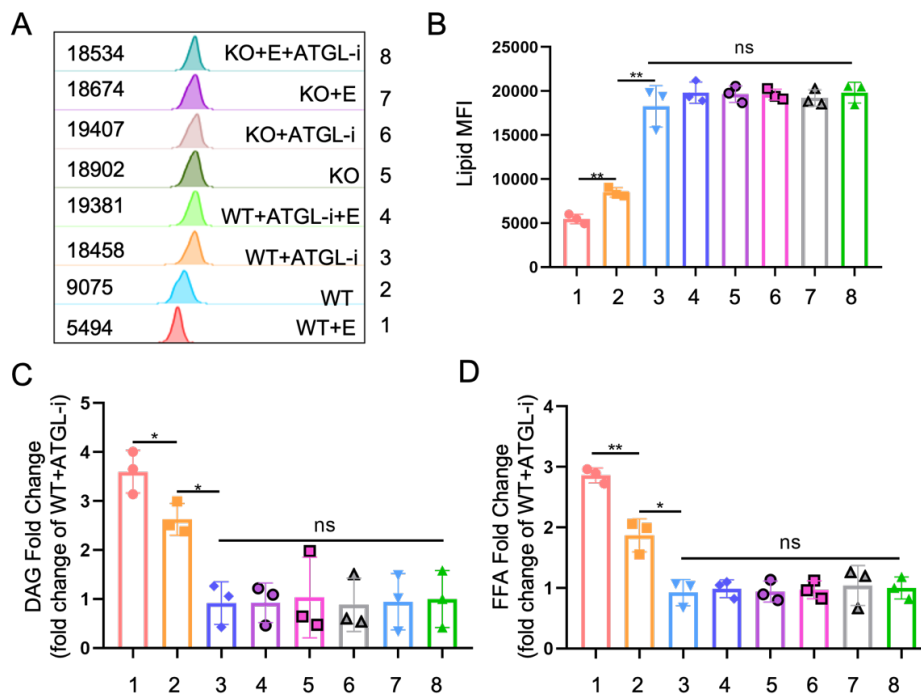 A
18534 KO+E+ATGL-i 8
18674 KO+E 7
19407 KO+ATGL-i 6
18902 KO 5
19381 WT+ATGL-i+E 4
18458 WT+ATGL-i 3
9075 WT 2
5494 WT+E 1
B
Lipid MFI
25000
20000
15000
10000
5000
0
**
**
ns
1 2 3 4 5 6 7 8
C
DAG Fold Change
(fold change of WT+ATGL-i)
5
4
3
2
1
0
*
*
ns
1 2 3 4 5 6 7 8
D
FFA Fold Change
(fold change of WT+ATGL-i)
4
3
2
1
0
**
*
ns
1 2 3 4 5 6 7 8